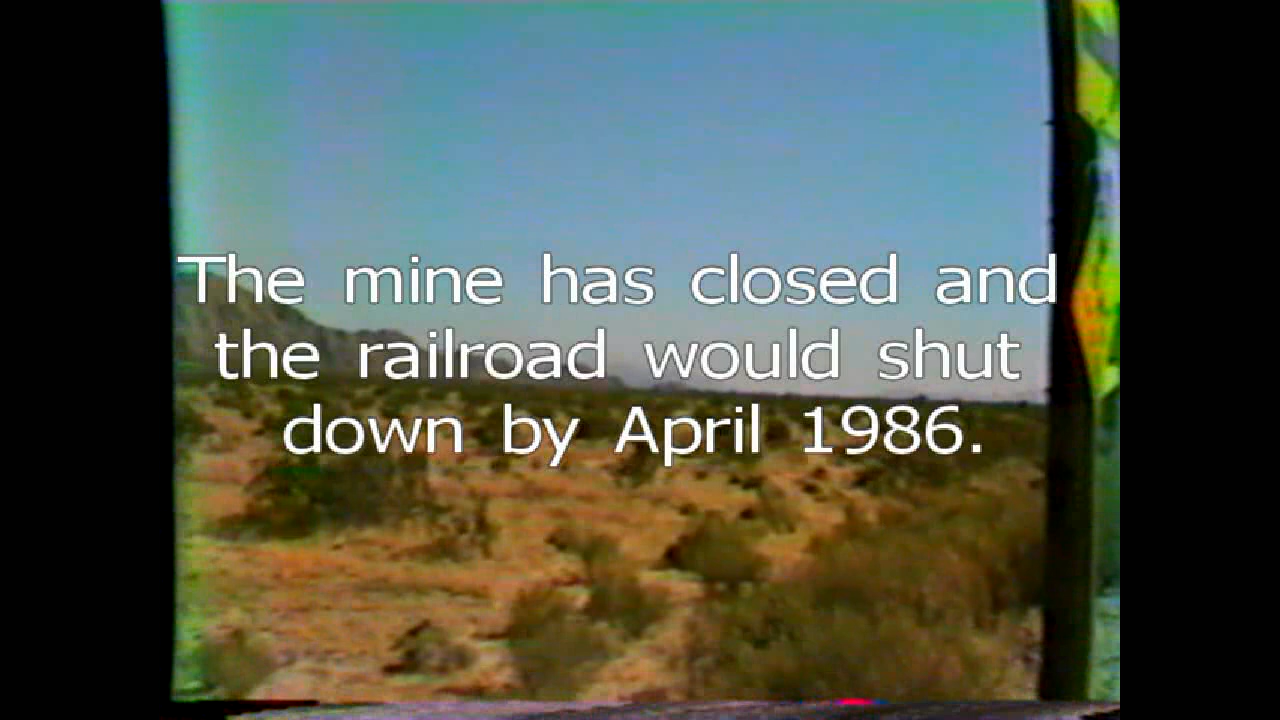 The mine has closed and
the railroad would shut
down by April 1986.